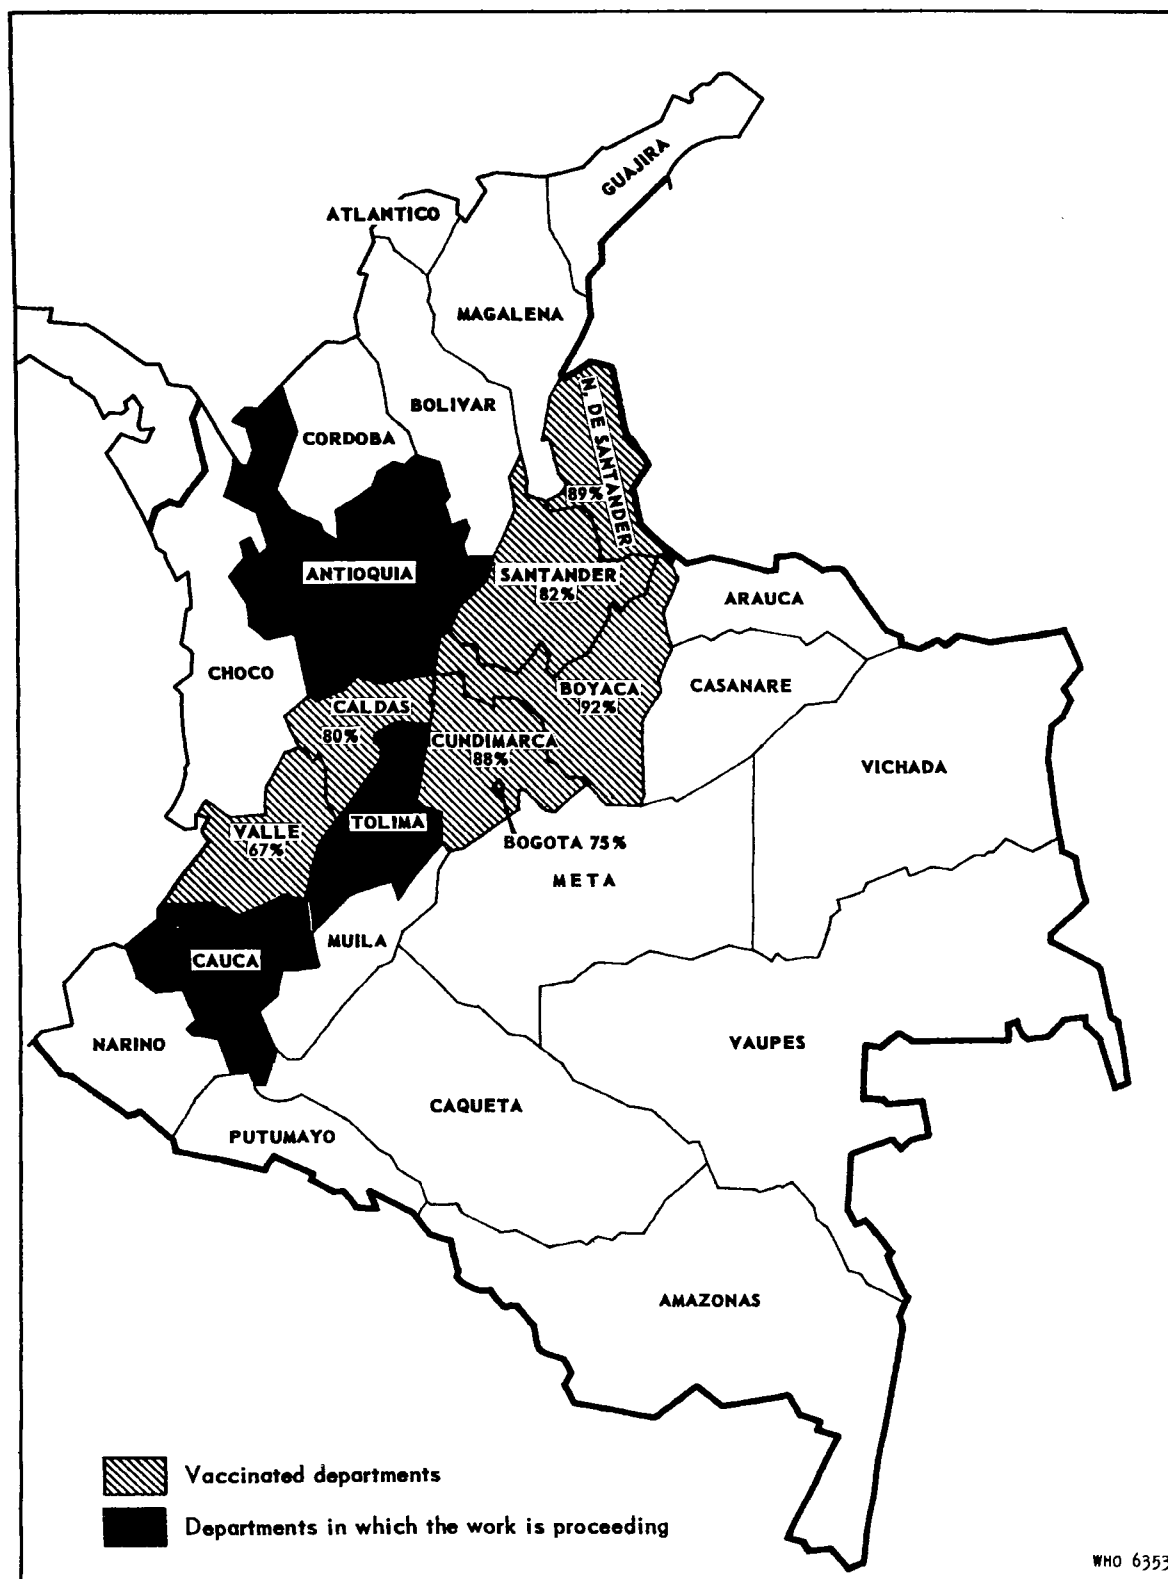 GUAJIRA
ATLANTICO
MAGALENA
N. DE SANTANDER
BOLIVAR
CORDOBA
89%
ANTIOQUIA
SANTANDER
82%
ARAUCA
CHOCO
BOYACA
92%
CASANARE
CALDAS
80%
CUNDIMARCA
88%
VICHADA
TOLIMA
VALLE
67%
BOGOTA 75%
META
MUILA
CAUCA
NARINO
VAUPES
CAQUETA
PUTUMAYO
AMAZONAS
Vaccinated departments
Departments in which the work is proceeding
WHO 6353